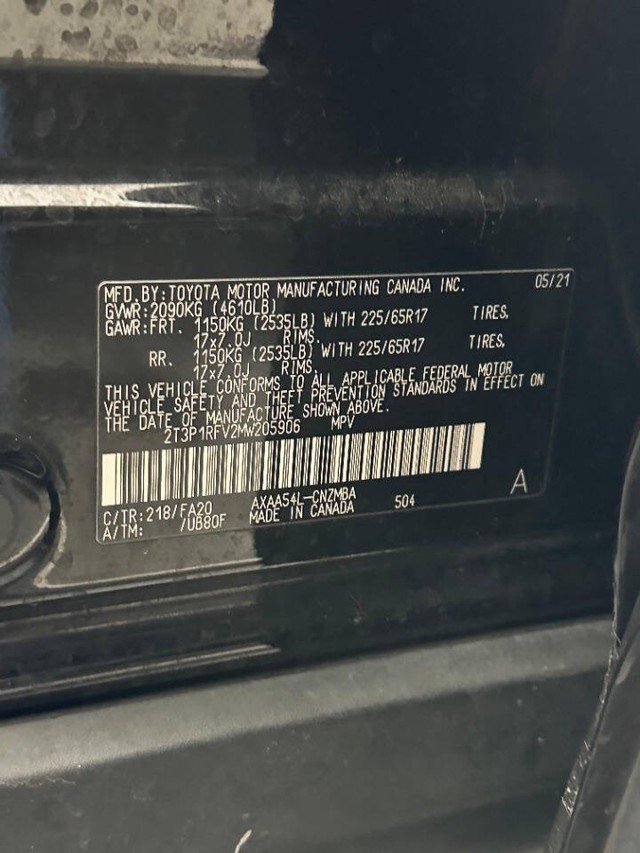 MFD.BY:TOYOTA MOTOR MANUFACTURING CANADA INC. 05/21
GVWR:2090KG (4610LB)
GAWR:FRT. 1150KG (2535LB) WITH 225/65R17 TIRES,
17x7.0J RIMS.
RR. 1150KG (2535LB) WITH 225/65R17 TIRES,
17x7.0J RIMS.
THIS VEHICLE CONFORMS TO ALL APPLICABLE FEDERAL MOTOR
VEHICLE SAFETY AND THEFT PREVENTION STANDARDS IN EFFECT ON
THE DATE OF MANUFACTURE SHOWN ABOVE.
2T3P1RFV2MW205906 MPV
C/TR:218/FA20 AXAA54L-CNZMBA 504 A
A/TM: /UB80F MADE IN CANADA